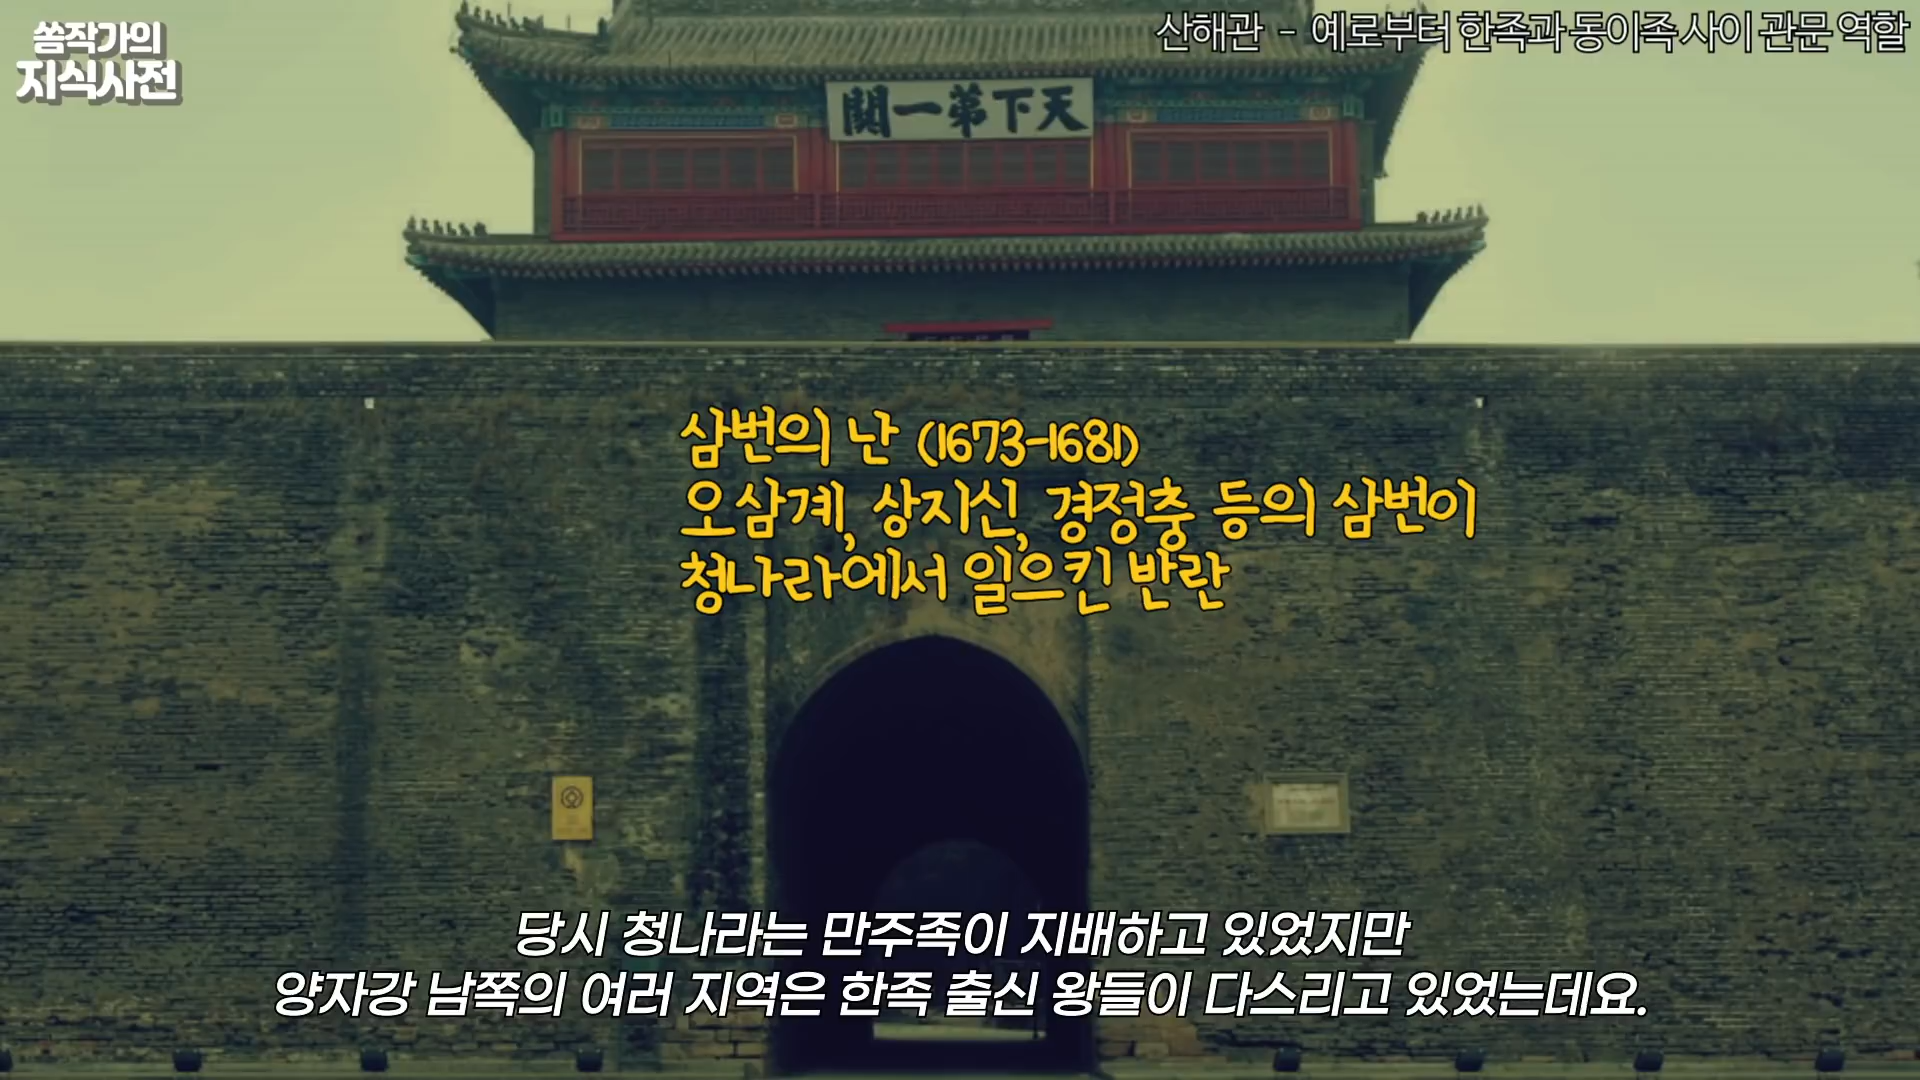 쏨작가의
지식사전
산해관 - 예로부터 한족과 동이족 사이 관문 역할
關一第下天
삼번의 난 (1673-1681)
오삼계, 상지신, 경정충 등의 삼번이
청나라에서 일으킨 반란
당시 청나라는 만주족이 지배하고 있었지만
양자강 남쪽의 여러 지역은 한족 출신 왕들이 다스리고 있었는데요.